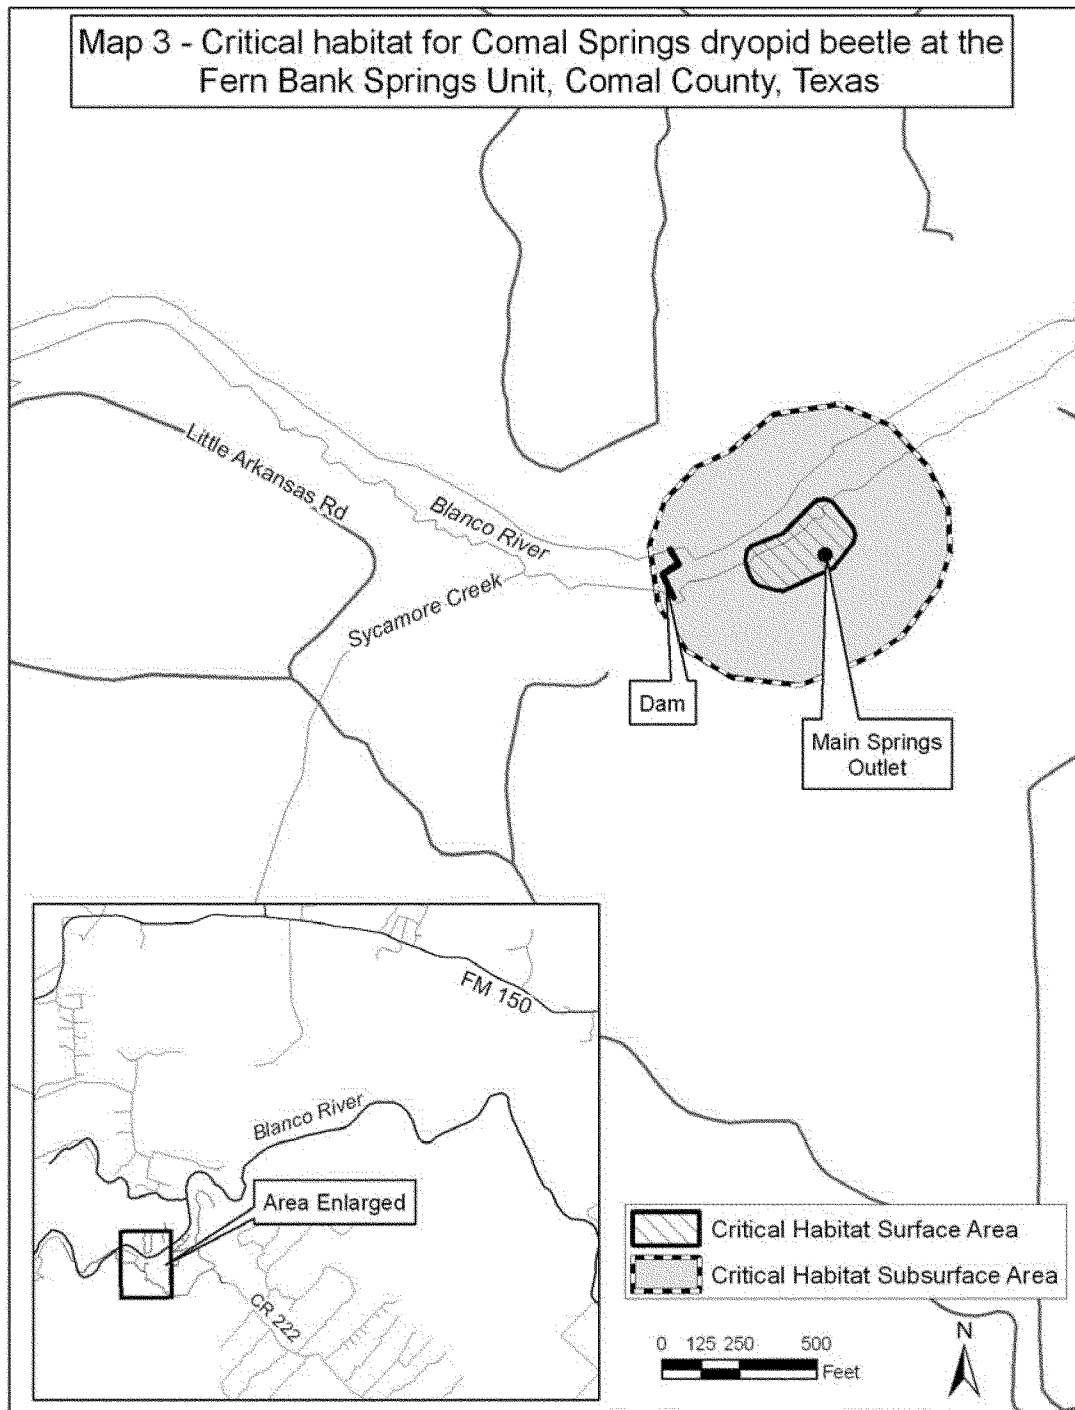 Map 3 - Critical habitat for Comal Springs dryopid beetle at the
Fern Bank Springs Unit, Comal County, Texas
Little Arkansas Rd
Blanco River
Sycamore Creek
Dam
Main Springs
Outlet
FM 150
Blanco River
Area Enlarged
CR 222
Critical Habitat Surface Area
Critical Habitat Subsurface Area
0 125 250 500
Feet
N